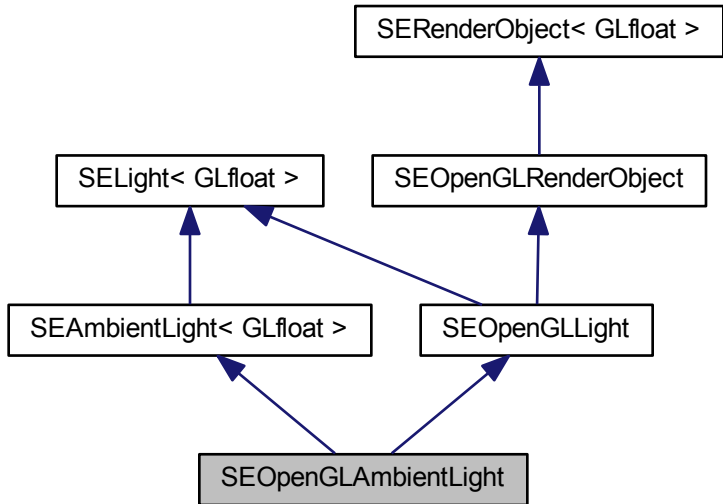 SERenderObject< GLfloat >
SELight< GLfloat >
SEOpenGLRenderObject
SEAmbientLight< GLfloat >
SEOpenGLLight
SEOpenGLAmbientLight